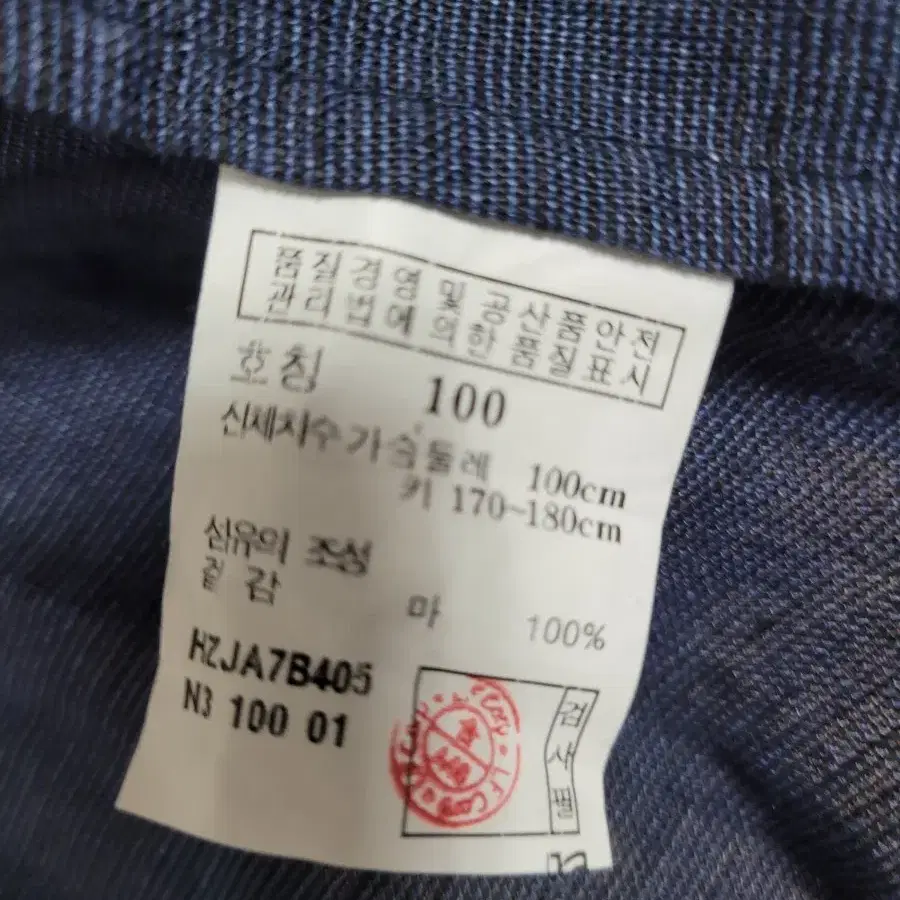 품질경영 및 공산품안전
관리법에 의한 품질표시
호칭 100
신체치수 가슴둘레 100cm
키 170~180cm
섬유의 조성
겉감 마 100%
HZJA7B405
N3 100 01
검사필